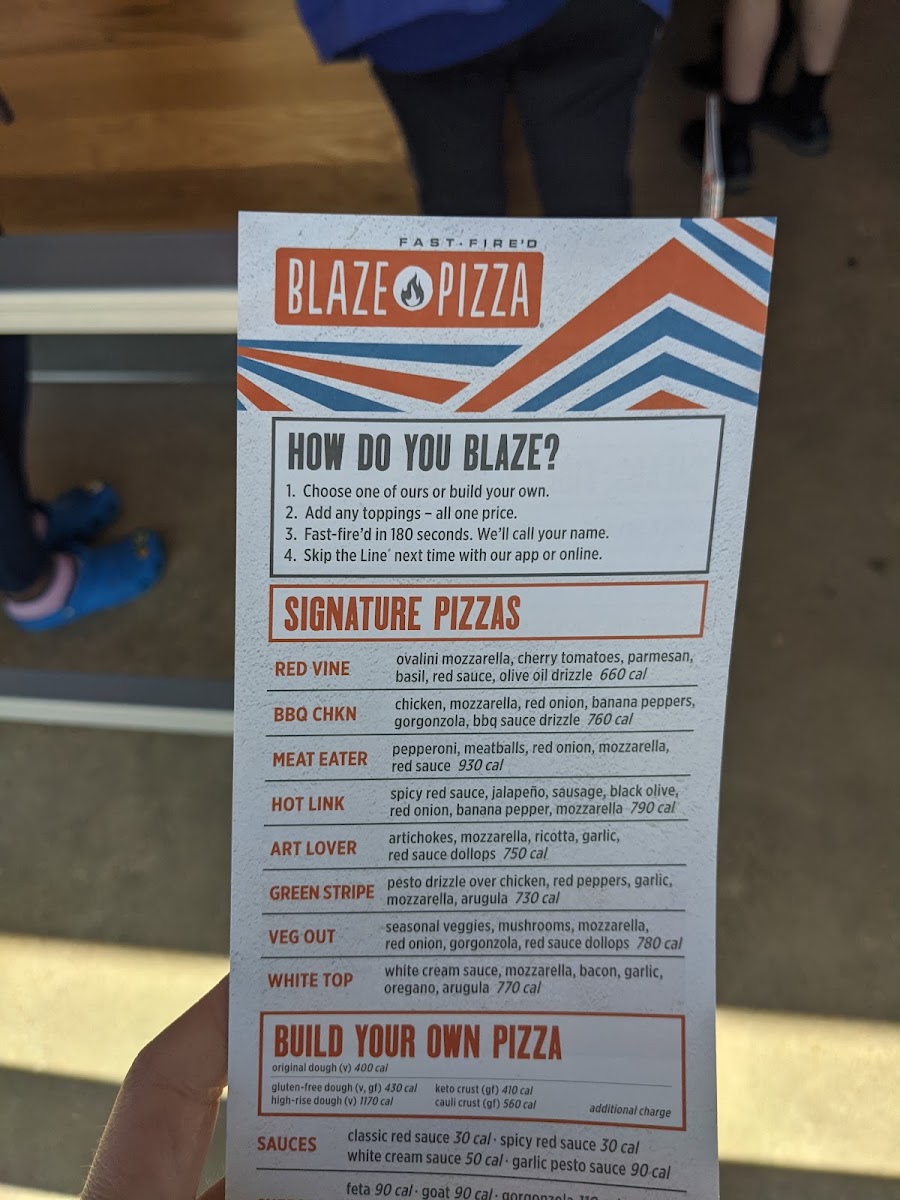 FAST-FIRE'D
BLAZE PIZZA
HOW DO YOU BLAZE?
1. Choose one of ours or build your own.
2. Add any toppings – all one price.
3. Fast-fire'd in 180 seconds. We'll call your name.
4. Skip the Line® next time with our app or online.
SIGNATURE PIZZAS
RED VINE
ovalini mozzarella, cherry tomatoes, parmesan,
basil, red sauce, olive oil drizzle 660 cal
BBQ CHKN
chicken, mozzarella, red onion, banana peppers,
gorgonzola, bbq sauce drizzle 760 cal
MEAT EATER
pepperoni, meatballs, red onion, mozzarella,
red sauce 930 cal
HOT LINK
spicy red sauce, jalapeño, sausage, black olive,
red onion, banana pepper, mozzarella 790 cal
ART LOVER
artichokes, mozzarella, ricotta, garlic,
red sauce dollops 750 cal
GREEN STRIPE
pesto drizzle over chicken, red peppers, garlic,
mozzarella, arugula 730 cal
VEG OUT
seasonal veggies, mushrooms, mozzarella,
red onion, gorgonzola, red sauce dollops 780 cal
WHITE TOP
white cream sauce, mozzarella, bacon, garlic,
oregano, arugula 770 cal
BUILD YOUR OWN PIZZA
original dough (v) 400 cal
gluten-free dough (v, gf) 430 cal keto crust (gf) 410 cal
high-rise dough (v) 1170 cal cauli crust (gf) 560 cal additional charge
SAUCES
classic red sauce 30 cal · spicy red sauce 30 cal
white cream sauce 50 cal · garlic pesto sauce 90 cal
feta 90 cal · goat 90 cal · gorgonzola